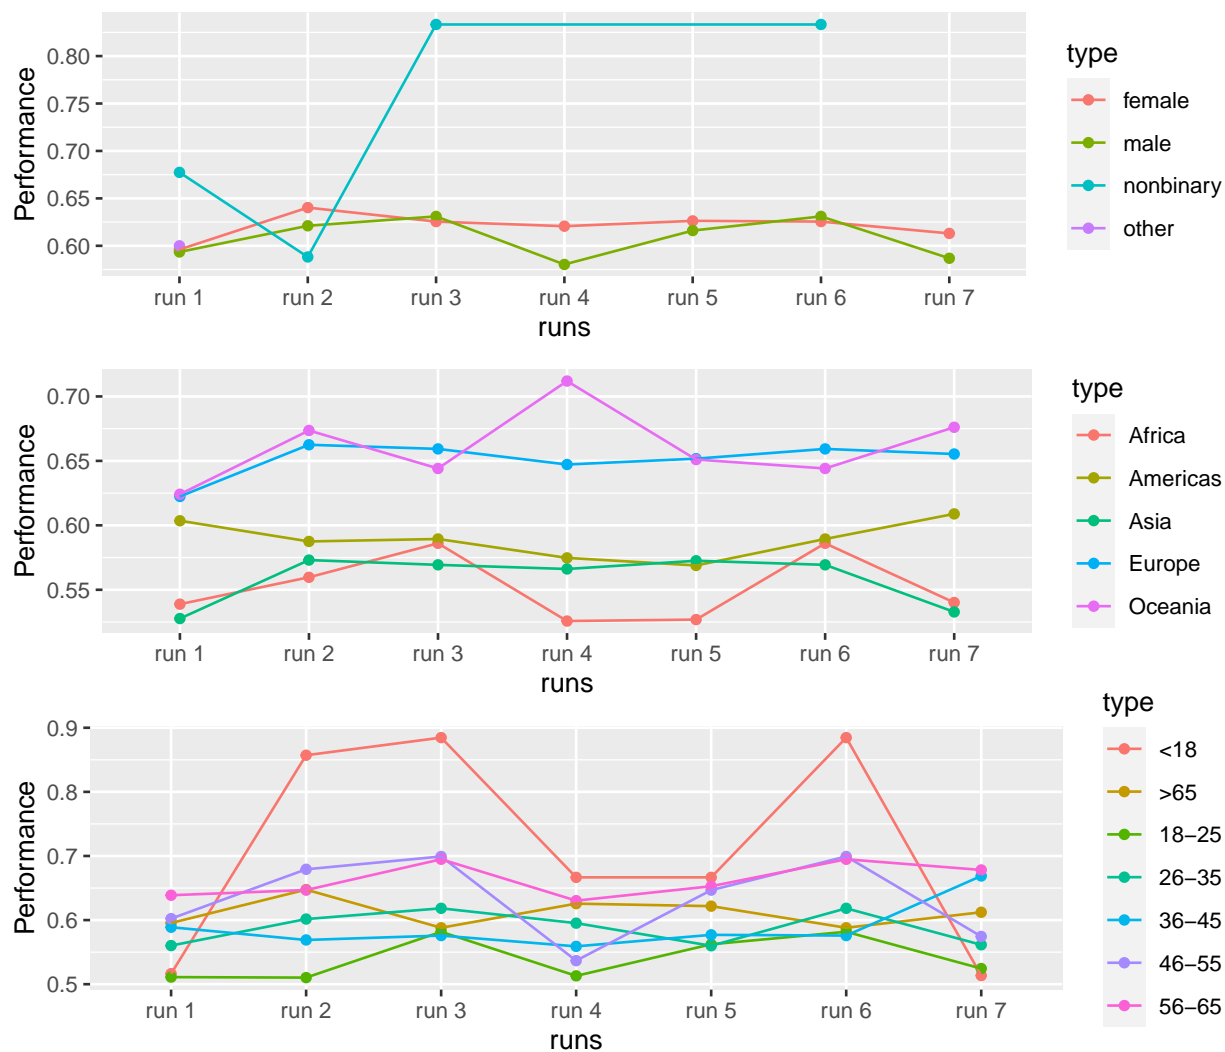 type
0.80
0.75
0.70
0.65
0.60
Performance
female
male
nonbinary
other
run 1 run 2 run 3 run 4 run 5 run 6 run 7
runs
type
0.70
0.65
0.60
0.55
Performance
Africa
Americas
Asia
Europe
Oceania
run 1 run 2 run 3 run 4 run 5 run 6 run 7
runs
type
0.9
0.8
0.7
0.6
0.5
Performance
<18
>65
18–25
26–35
36–45
46–55
56–65
run 1 run 2 run 3 run 4 run 5 run 6 run 7
runs